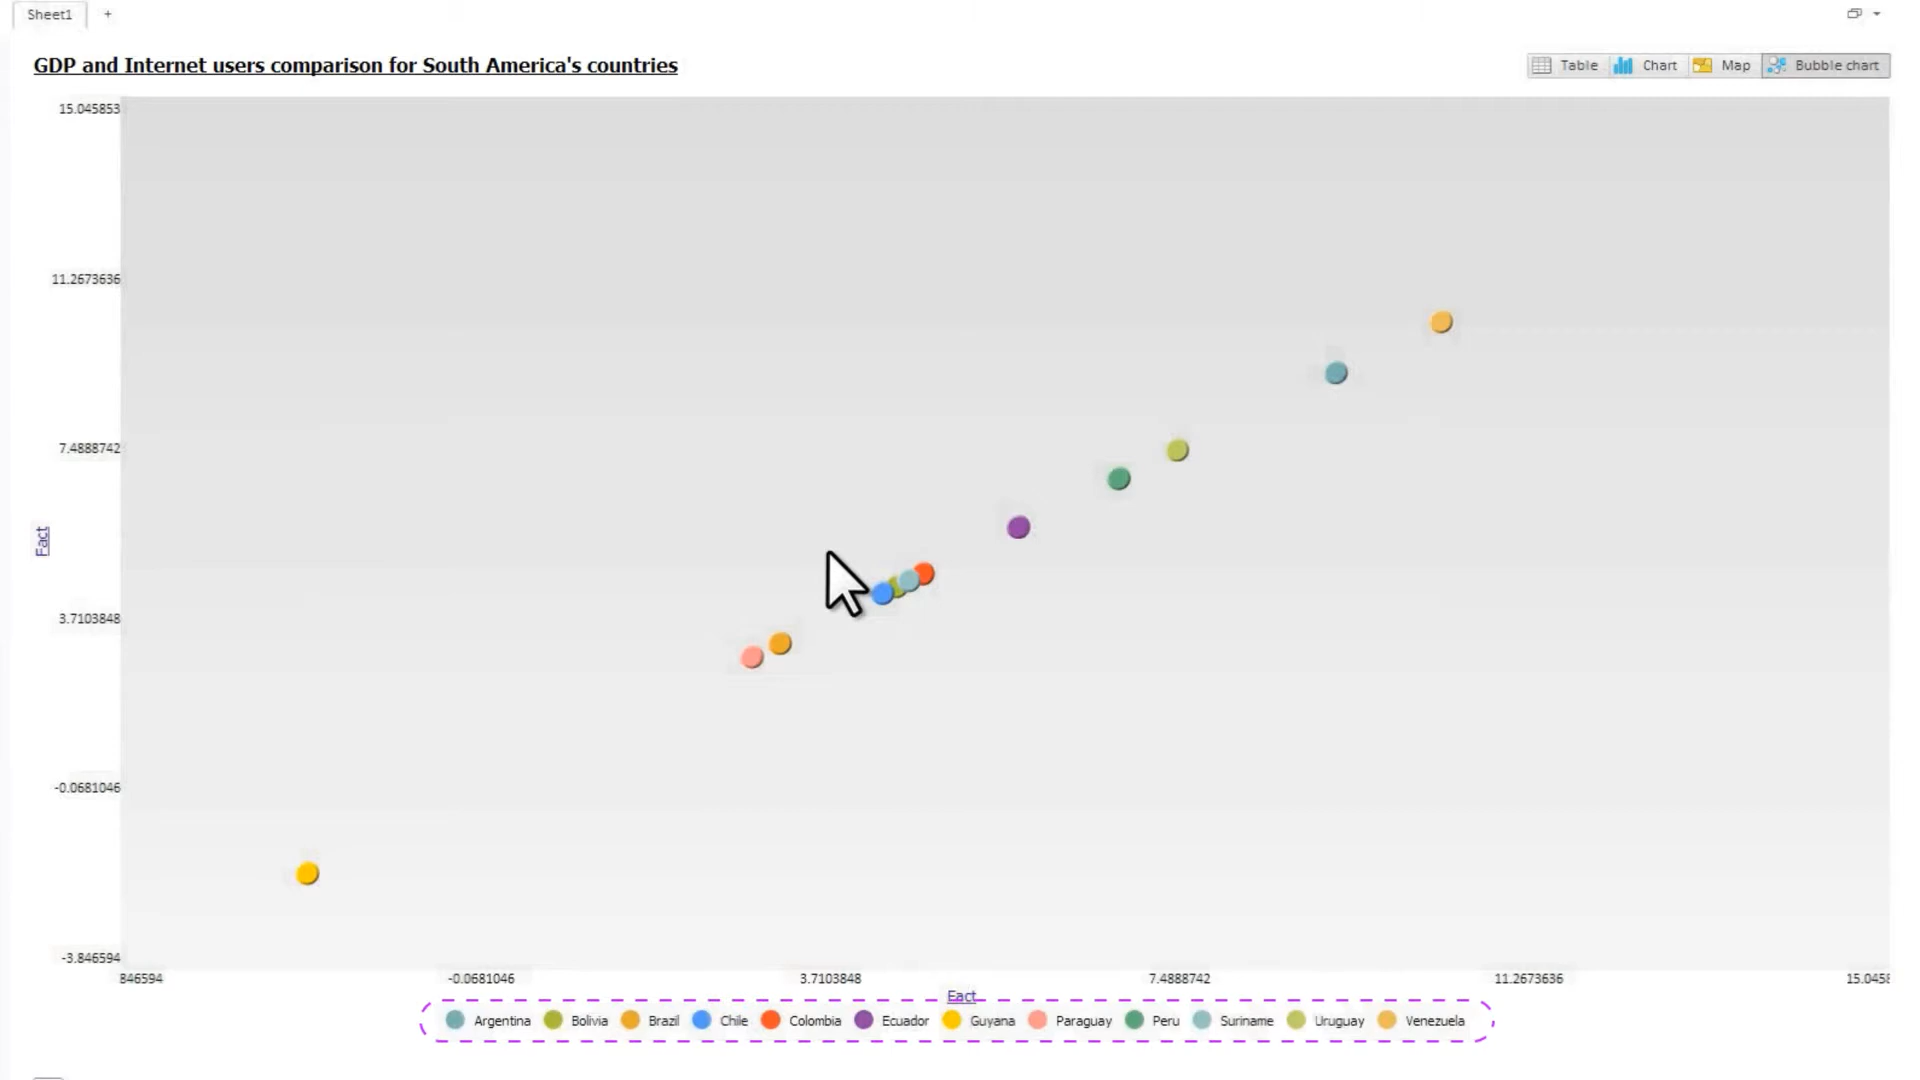 Sheet1 +
GDP and Internet users comparison for South America's countries
Table Chart Map Bubble chart
15.045853
11.2673636
7.4888742
3.7103848
-0.0681046
-3.846594
Fact
846594 -0.0681046 3.7103848 7.4888742 11.2673636 15.0458
Fact
Argentina Bolivia Brazil Chile Colombia Ecuador Guyana Paraguay Peru Suriname Uruguay Venezuela